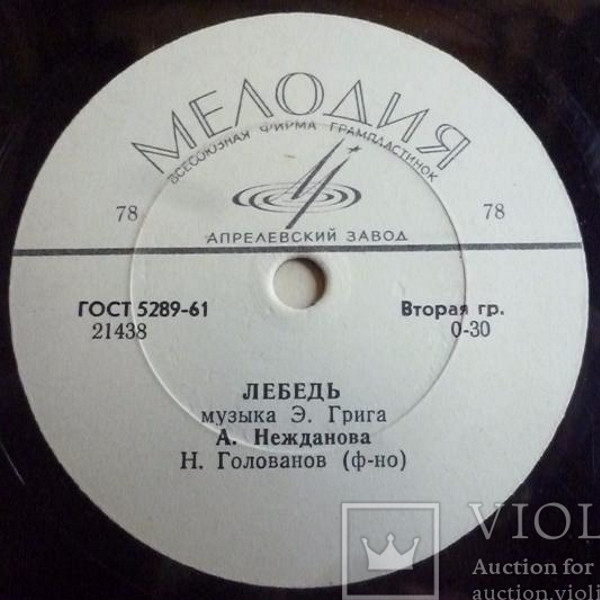 МЕЛОДИЯ
ВСЕСОЮЗНАЯ ФИРМА ГРАМПЛАСТИНОК
78 78
АПРЕЛЕВСКИЙ ЗАВОД
ГОСТ 5289-61 Вторая гр.
21438 0-30
ЛЕБЕДЬ
музыка Э. Грига
А. Нежданова
Н. Голованов (ф-но)
VIOL
Auction for
auction.violi